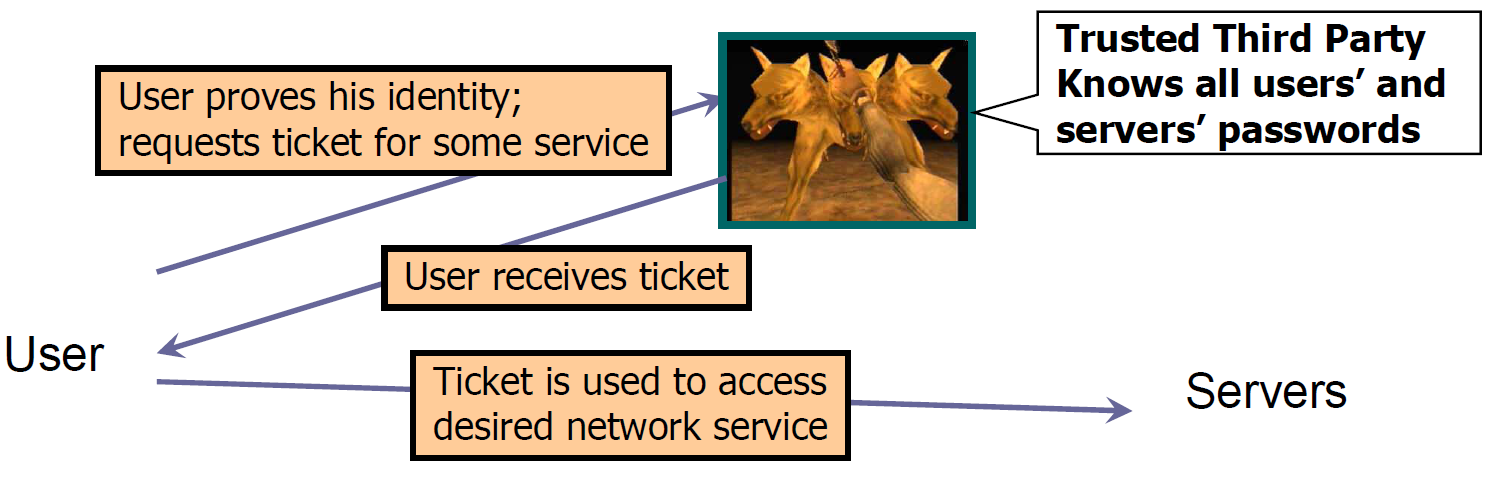 Trusted Third Party
Knows all users’ and
servers’ passwords
User proves his identity;
requests ticket for some service
User receives ticket
User
Ticket is used to access
desired network service
Servers